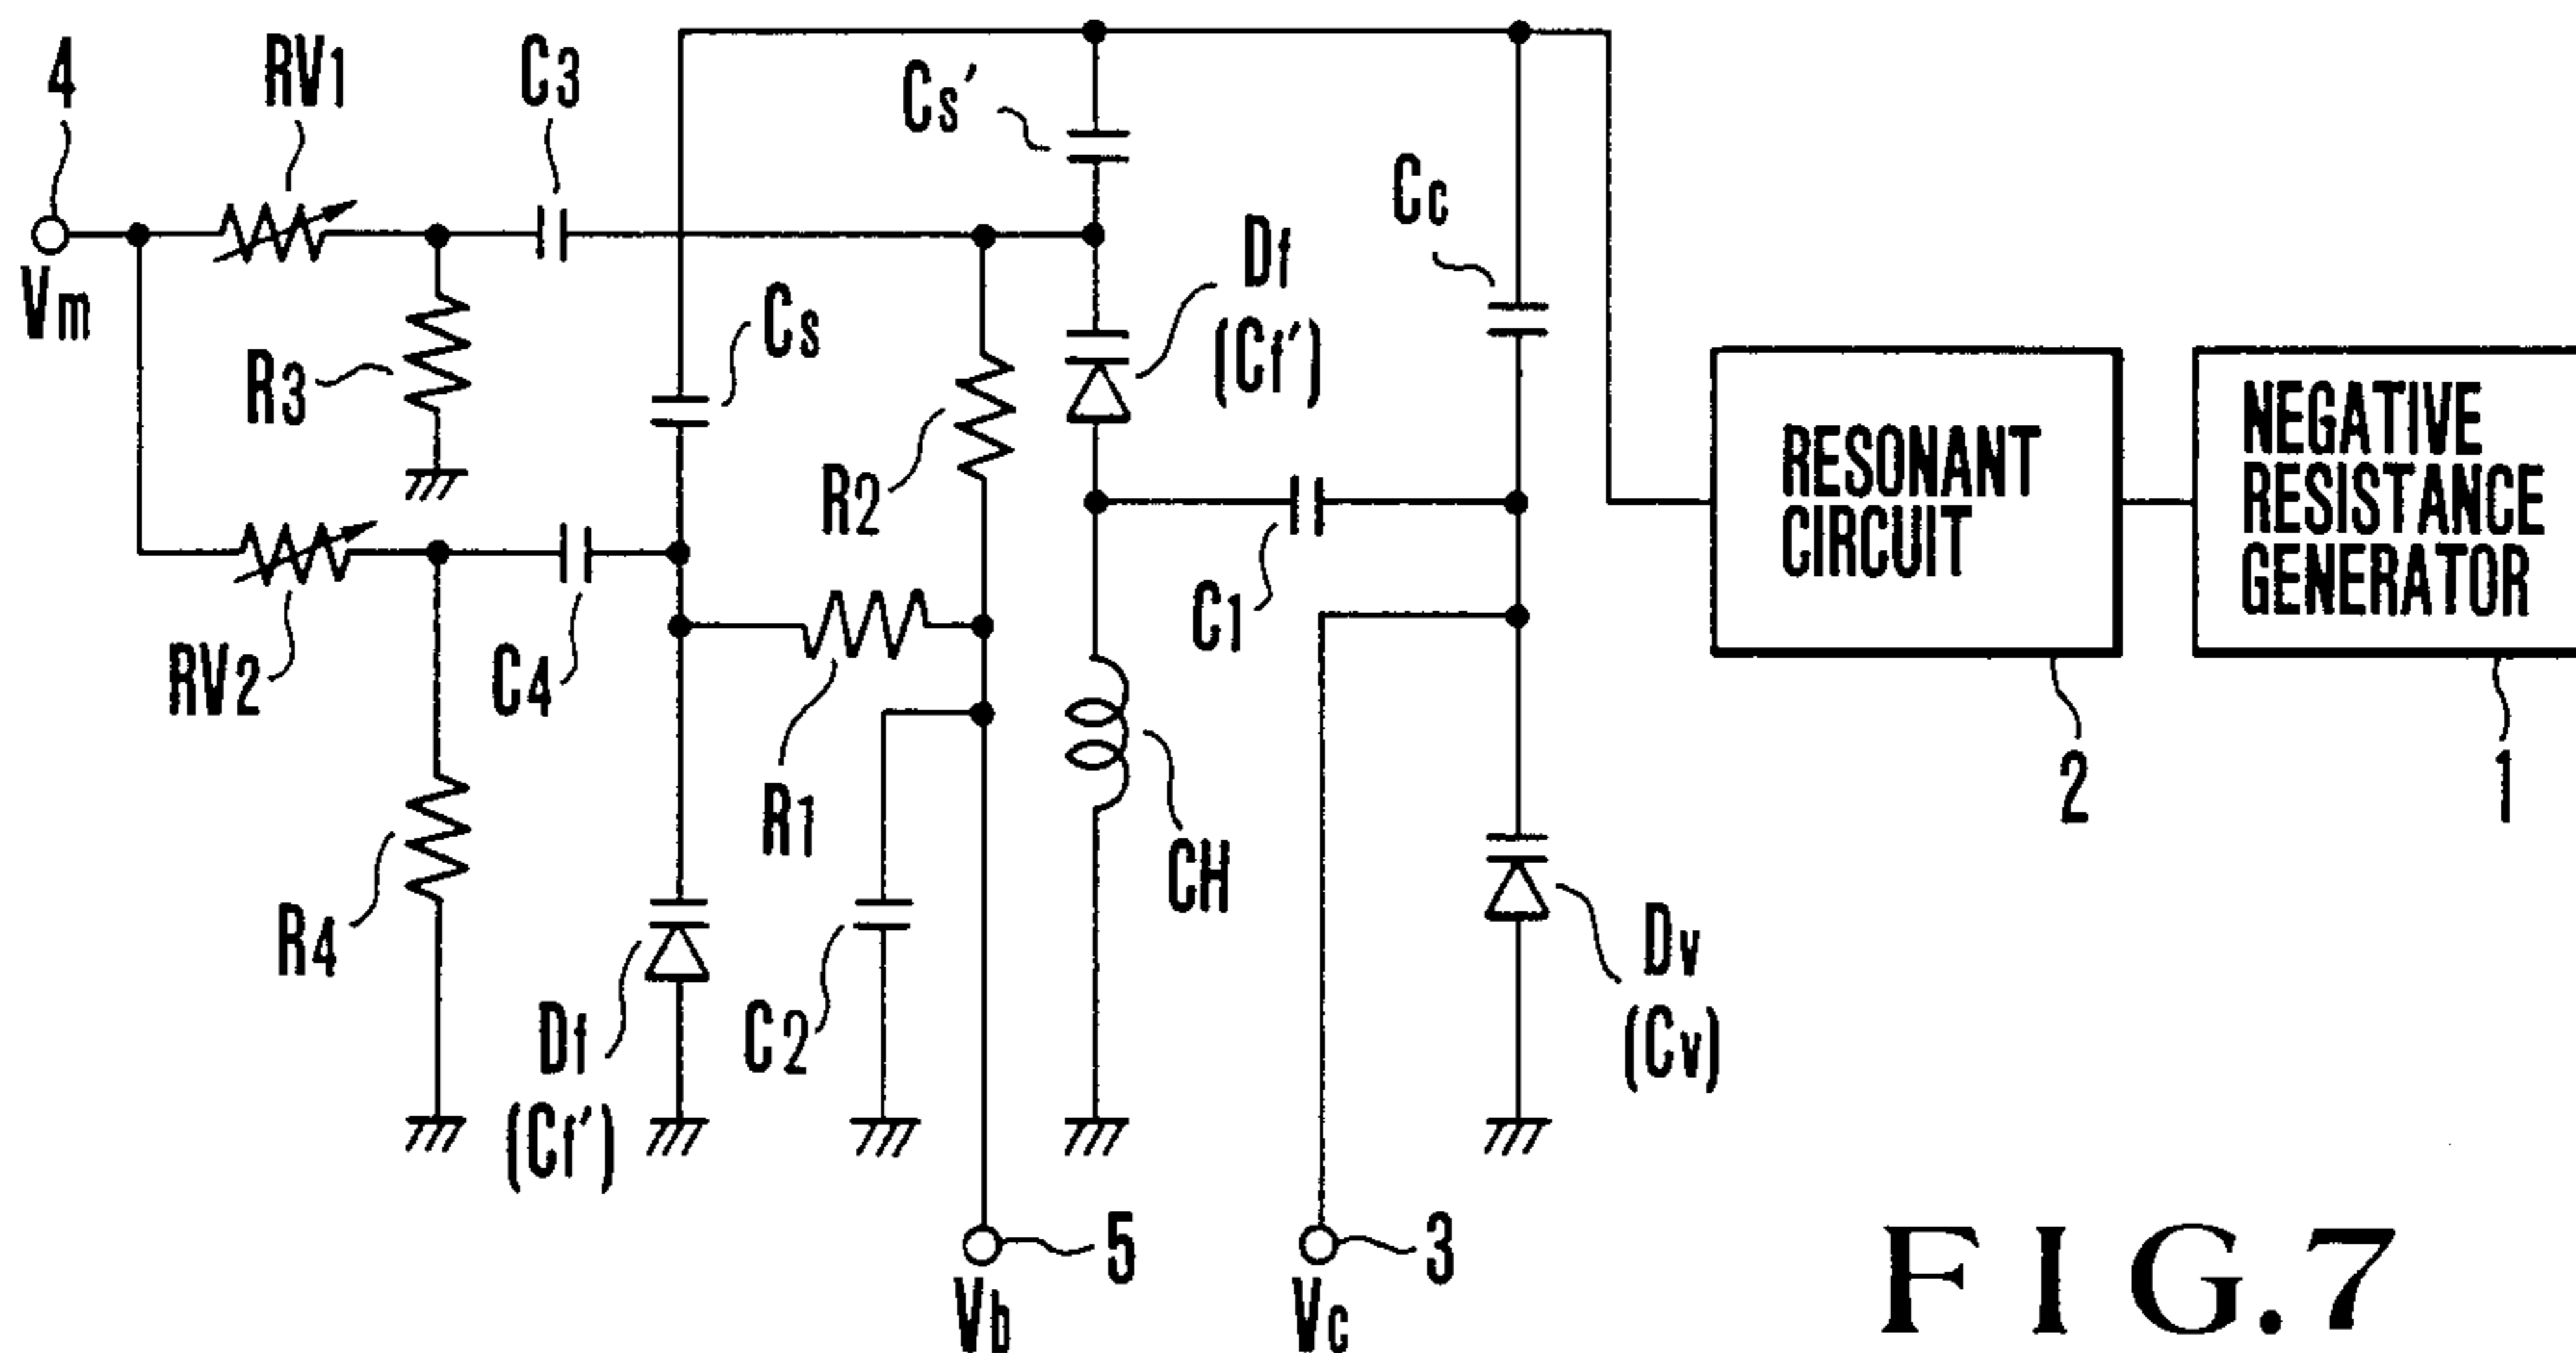 4
RV1
C3
Cs'
Cc
Vm
Df
(Cf')
Cs
R3
R2
RESONANT
CIRCUIT
NEGATIVE
RESISTANCE
GENERATOR
C1
RV2
C4
R1
2
1
CH
R4
Df
(Cf')
C2
Dv
(Cv)
5
3
Vb
Vc
FIG.7